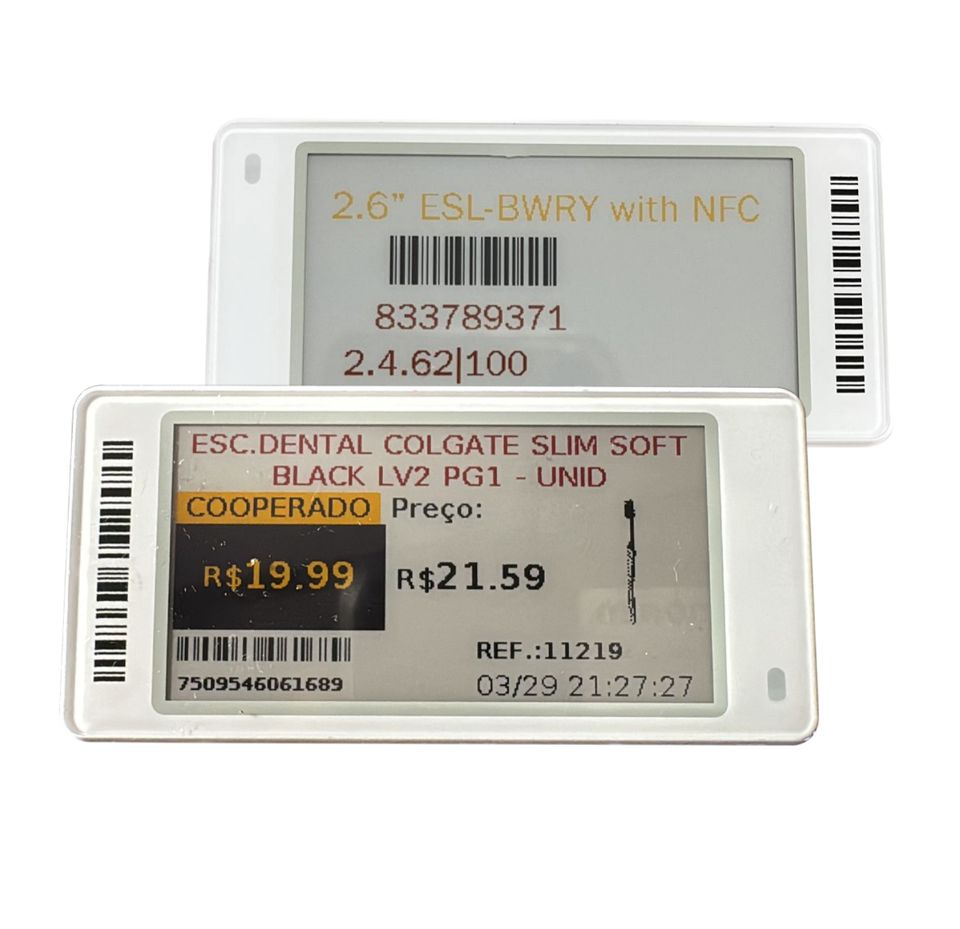 2.6" ESL-BWRY with NFC
833789371
2.4.62|100
ESC.DENTAL COLGATE SLIM SOFT
BLACK LV2 PG1 - UNID
COOPERADO Preço:
R$19.99 R$21.59
REF.:11219
7509546061689 03/29 21:27:27